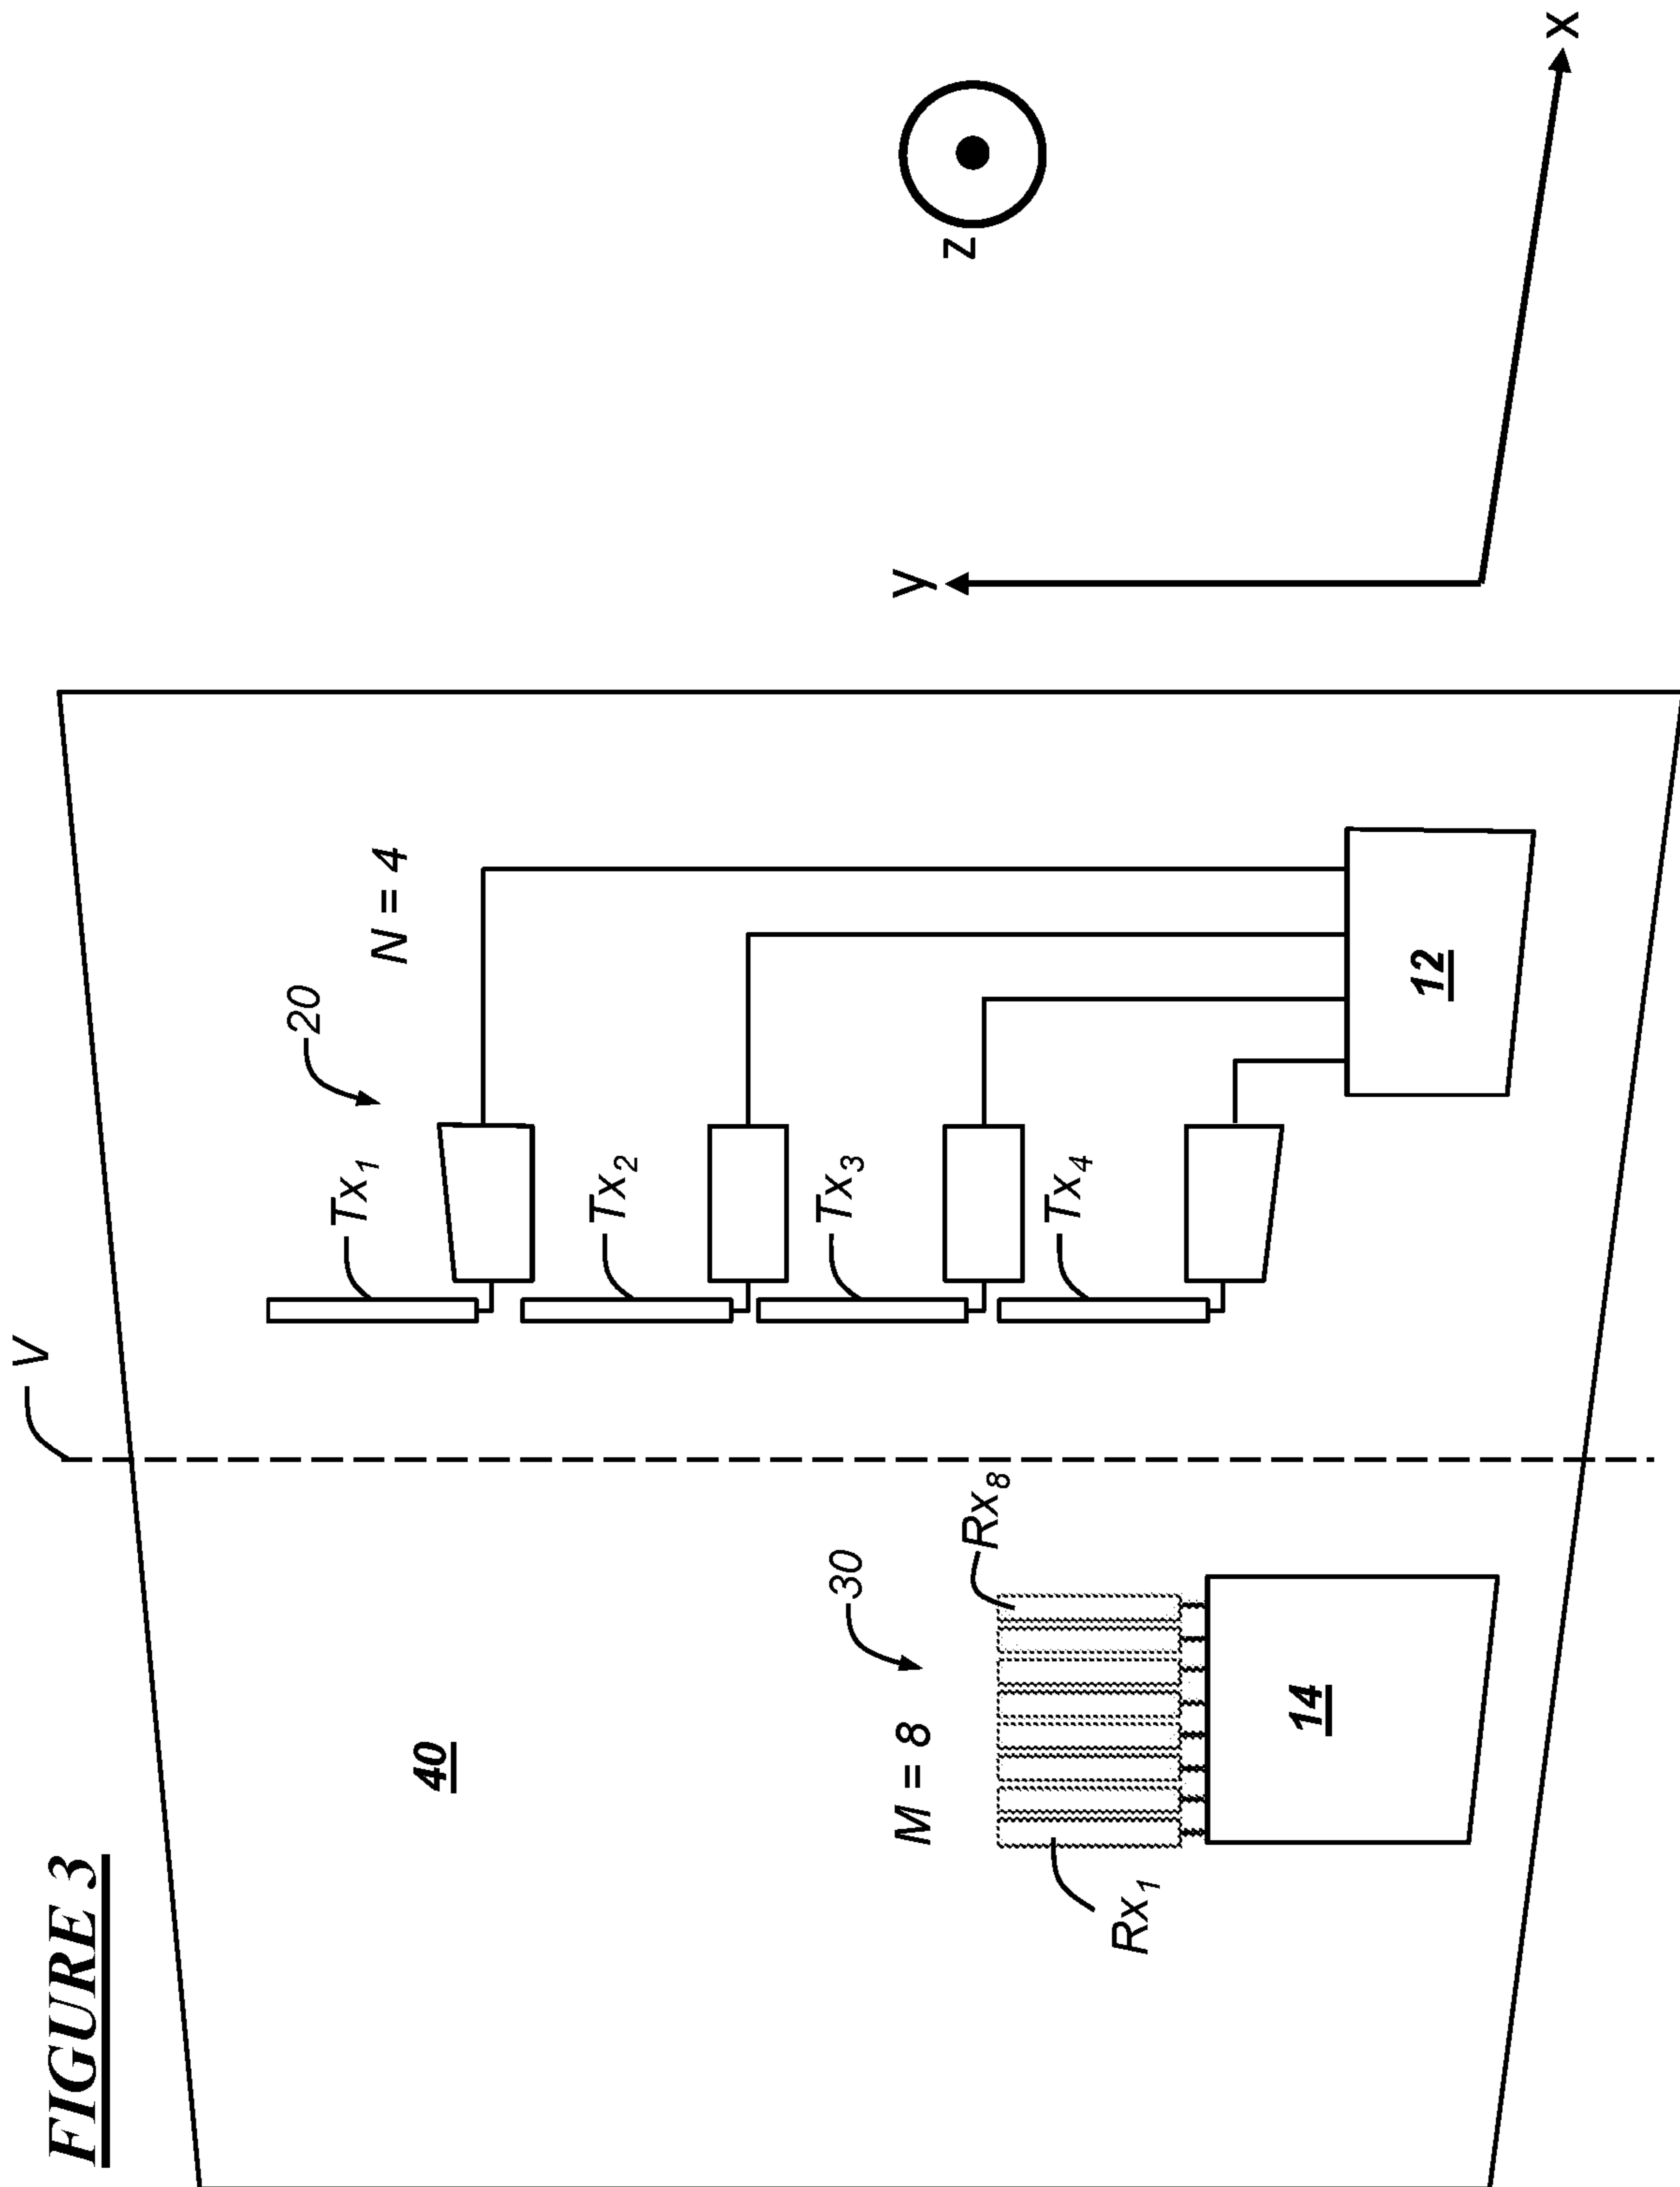 FIGURE 3
V
40
20
N = 4
Tx1
Tx2
Tx3
Tx4
12
30
M = 8
Rx1
Rx8
14
y
z
x